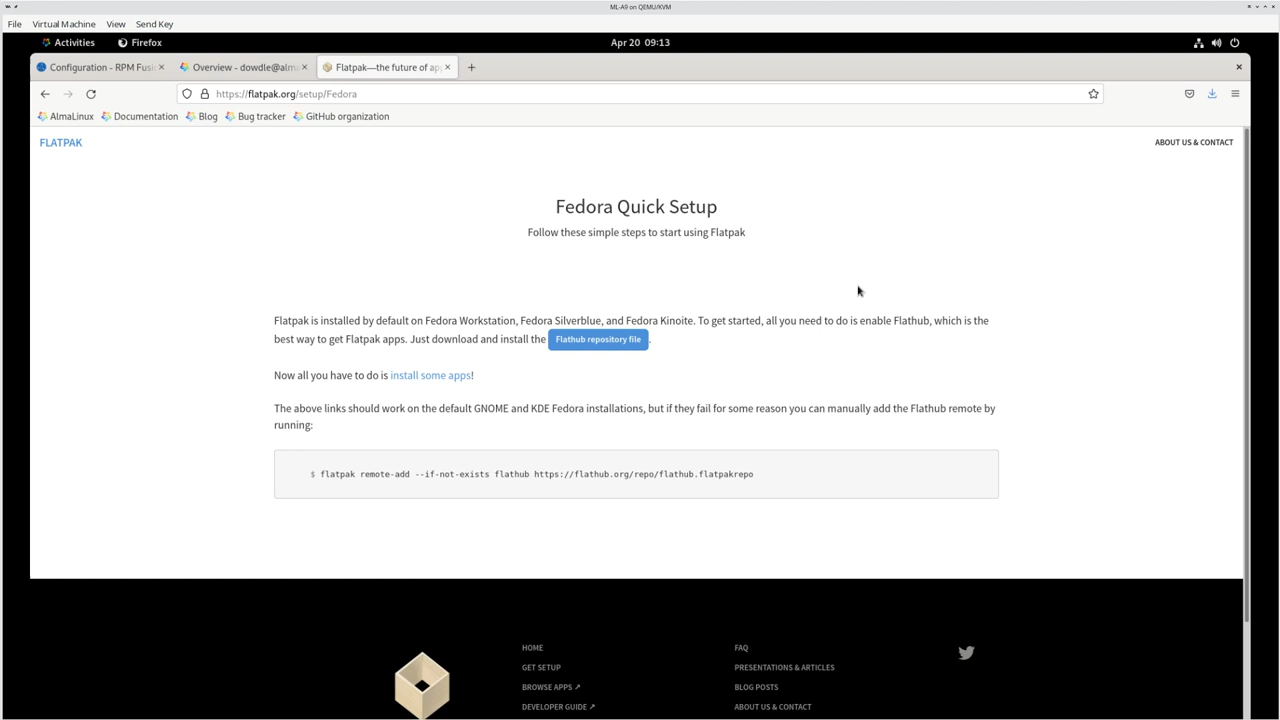 ML-A9 on QEMU/KVM
File Virtual Machine View Send Key
Activities Firefox Apr 20 09:13
Configuration - RPM Fusi Overview - dowdle@alm Flatpak—the future of ap
https://flatpak.org/setup/Fedora
AlmaLinux Documentation Blog Bug tracker GitHub organization
FLATPAK ABOUT US & CONTACT
Fedora Quick Setup
Follow these simple steps to start using Flatpak
Flatpak is installed by default on Fedora Workstation, Fedora Silverblue, and Fedora Kinoite. To get started, all you need to do is enable Flathub, which is the
best way to get Flatpak apps. Just download and install the Flathub repository file.
Now all you have to do is install some apps!
The above links should work on the default GNOME and KDE Fedora installations, but if they fail for some reason you can manually add the Flathub remote by
running:
$ flatpak remote-add --if-not-exists flathub https://flathub.org/repo/flathub.flatpakrepo
HOME FAQ
GET SETUP PRESENTATIONS & ARTICLES
BROWSE APPS ↗ BLOG POSTS
DEVELOPER GUIDE ↗ ABOUT US & CONTACT